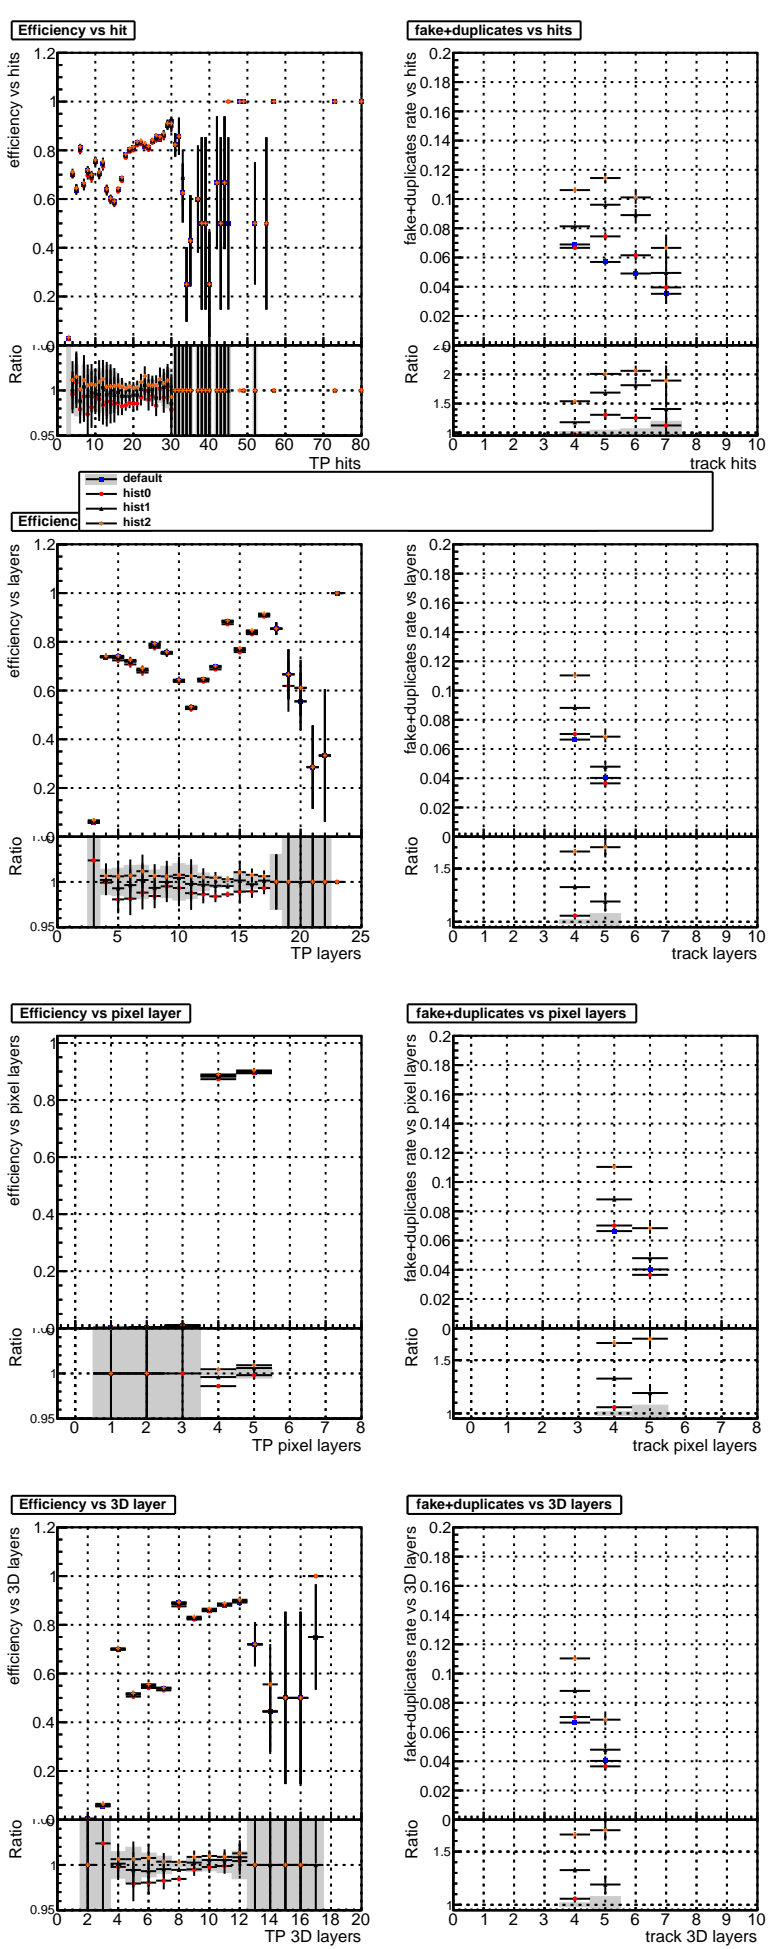 Efficiency vs hit
fake+duplicates vs hits
efficiency vs hits
1.2
1
0.8
0.6
0.4
0.2
Ratio
1
0.95
0 10 20 30 40 50 60 70 80
TP hits
fake+duplicates rate vs hits
0.2
0.18
0.16
0.14
0.12
0.1
0.08
0.06
0.04
0.02
0
Ratio
2
1.5
1
0 1 2 3 4 5 6 7 8 9 10
track hits
default
hist0
hist1
hist2
Efficienc
efficiency vs layers
1.2
1
0.8
0.6
0.4
0.2
Ratio
1
0.95
0 5 10 15 20 25
TP layers
fake+duplicates rate vs layers
0.2
0.18
0.16
0.14
0.12
0.1
0.08
0.06
0.04
0.02
0
Ratio
1.5
1
0 1 2 3 4 5 6 7 8 9 10
track layers
Efficiency vs pixel layer
fake+duplicates vs pixel layers
efficiency vs pixel layers
1
0.8
0.6
0.4
0.2
Ratio
1
0.95
0 1 2 3 4 5 6 7 8
TP pixel layers
fake+duplicates rate vs pixel layers
0.2
0.18
0.16
0.14
0.12
0.1
0.08
0.06
0.04
0.02
0
Ratio
1.5
1
0 1 2 3 4 5 6 7 8
track pixel layers
Efficiency vs 3D layer
fake+duplicates vs 3D layers
efficiency vs 3D layers
1.2
1
0.8
0.6
0.4
0.2
Ratio
1
0.95
0 2 4 6 8 10 12 14 16 18 20
TP 3D layers
fake+duplicates rate vs 3D layers
0.2
0.18
0.16
0.14
0.12
0.1
0.08
0.06
0.04
0.02
0
Ratio
1.5
1
0 1 2 3 4 5 6 7 8 9 10
track 3D layers